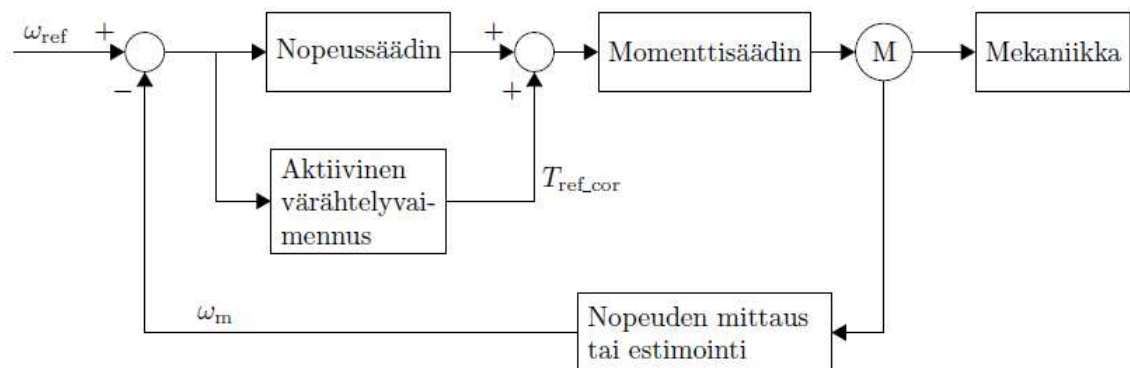 ω_ref
+
−
Nopeussäädin
+
+
Momenttisäädin
M
Mekaniikka
Aktiivinen
värähtelyvai-
mennus
T_ref_cor
ω_m
Nopeuden mittaus
tai estimointi